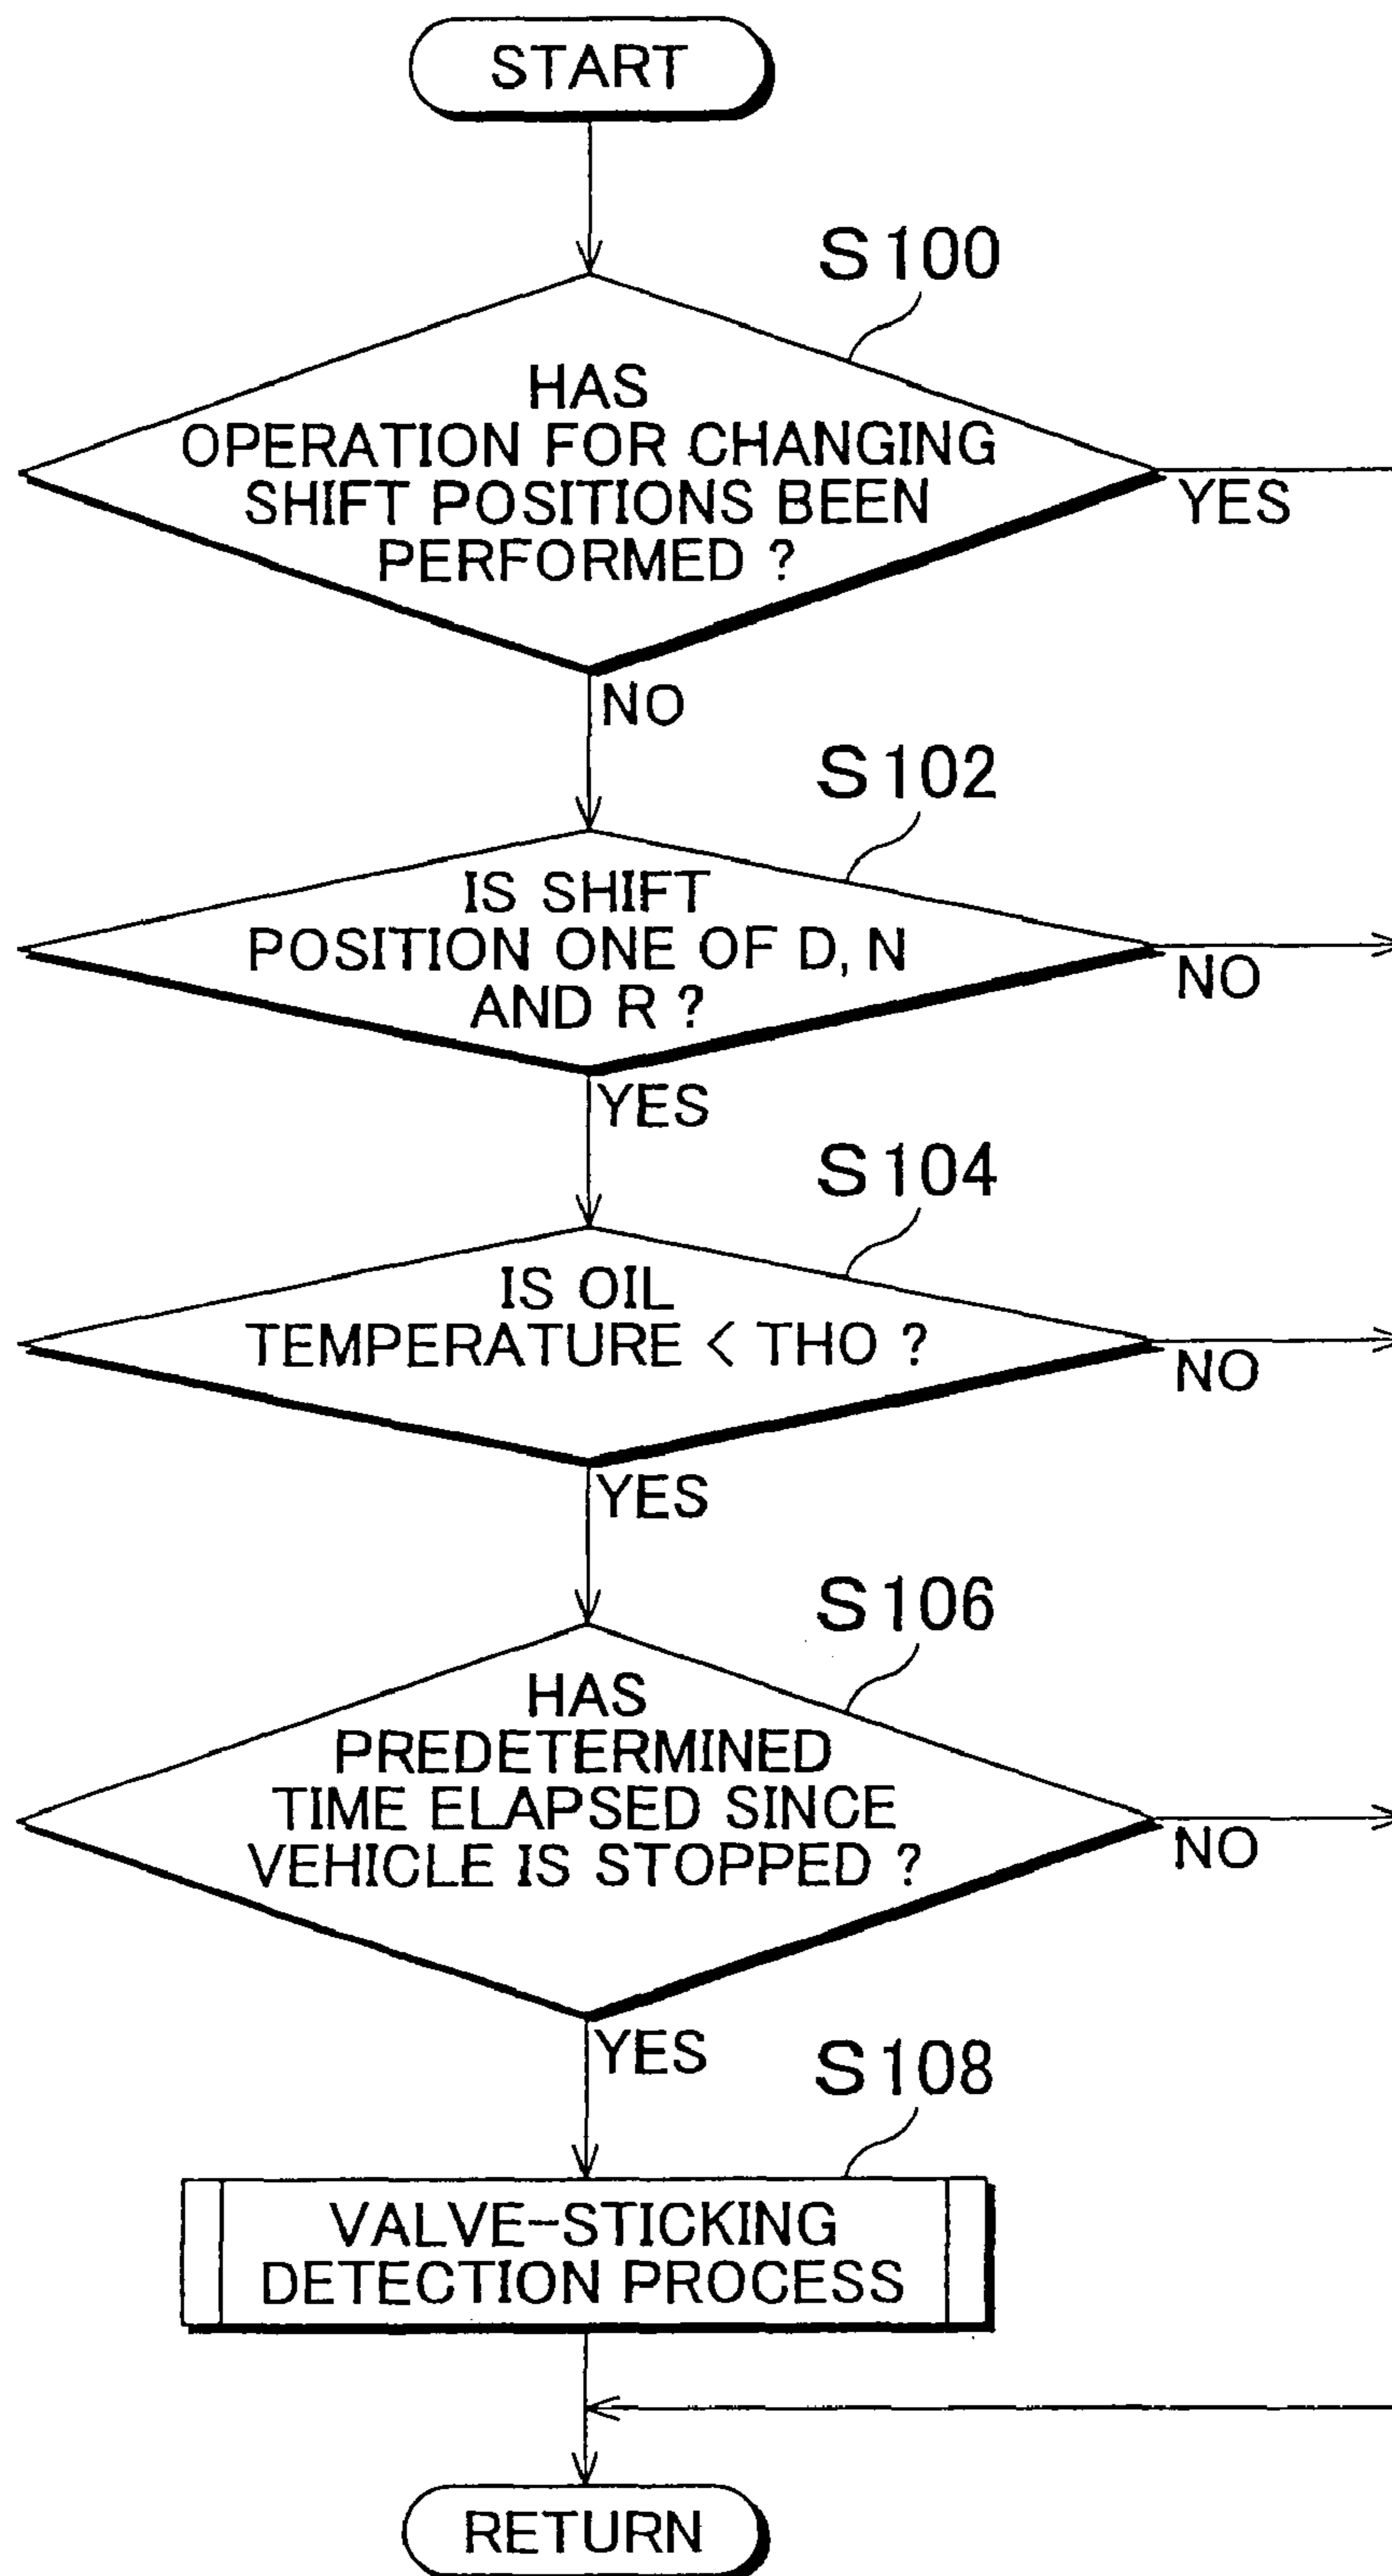 START
S100
HAS
OPERATION FOR CHANGING
SHIFT POSITIONS BEEN
PERFORMED ?
YES
NO
S102
IS SHIFT
POSITION ONE OF D, N
AND R ?
NO
YES
S104
IS OIL
TEMPERATURE < THO ?
NO
YES
S106
HAS
PREDETERMINED
TIME ELAPSED SINCE
VEHICLE IS STOPPED ?
NO
YES
S108
VALVE-STICKING
DETECTION PROCESS
RETURN